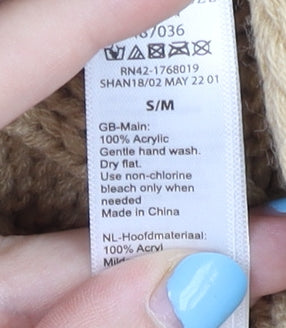 87036
RN42-1768019
SHAN18/02 MAY 22 01
S/M
GB-Main:
100% Acrylic
Gentle hand wash.
Dry flat.
Use non-chlorine
bleach only when
needed
Made in China
NL-Hoofdmateriaal:
100% Acryl